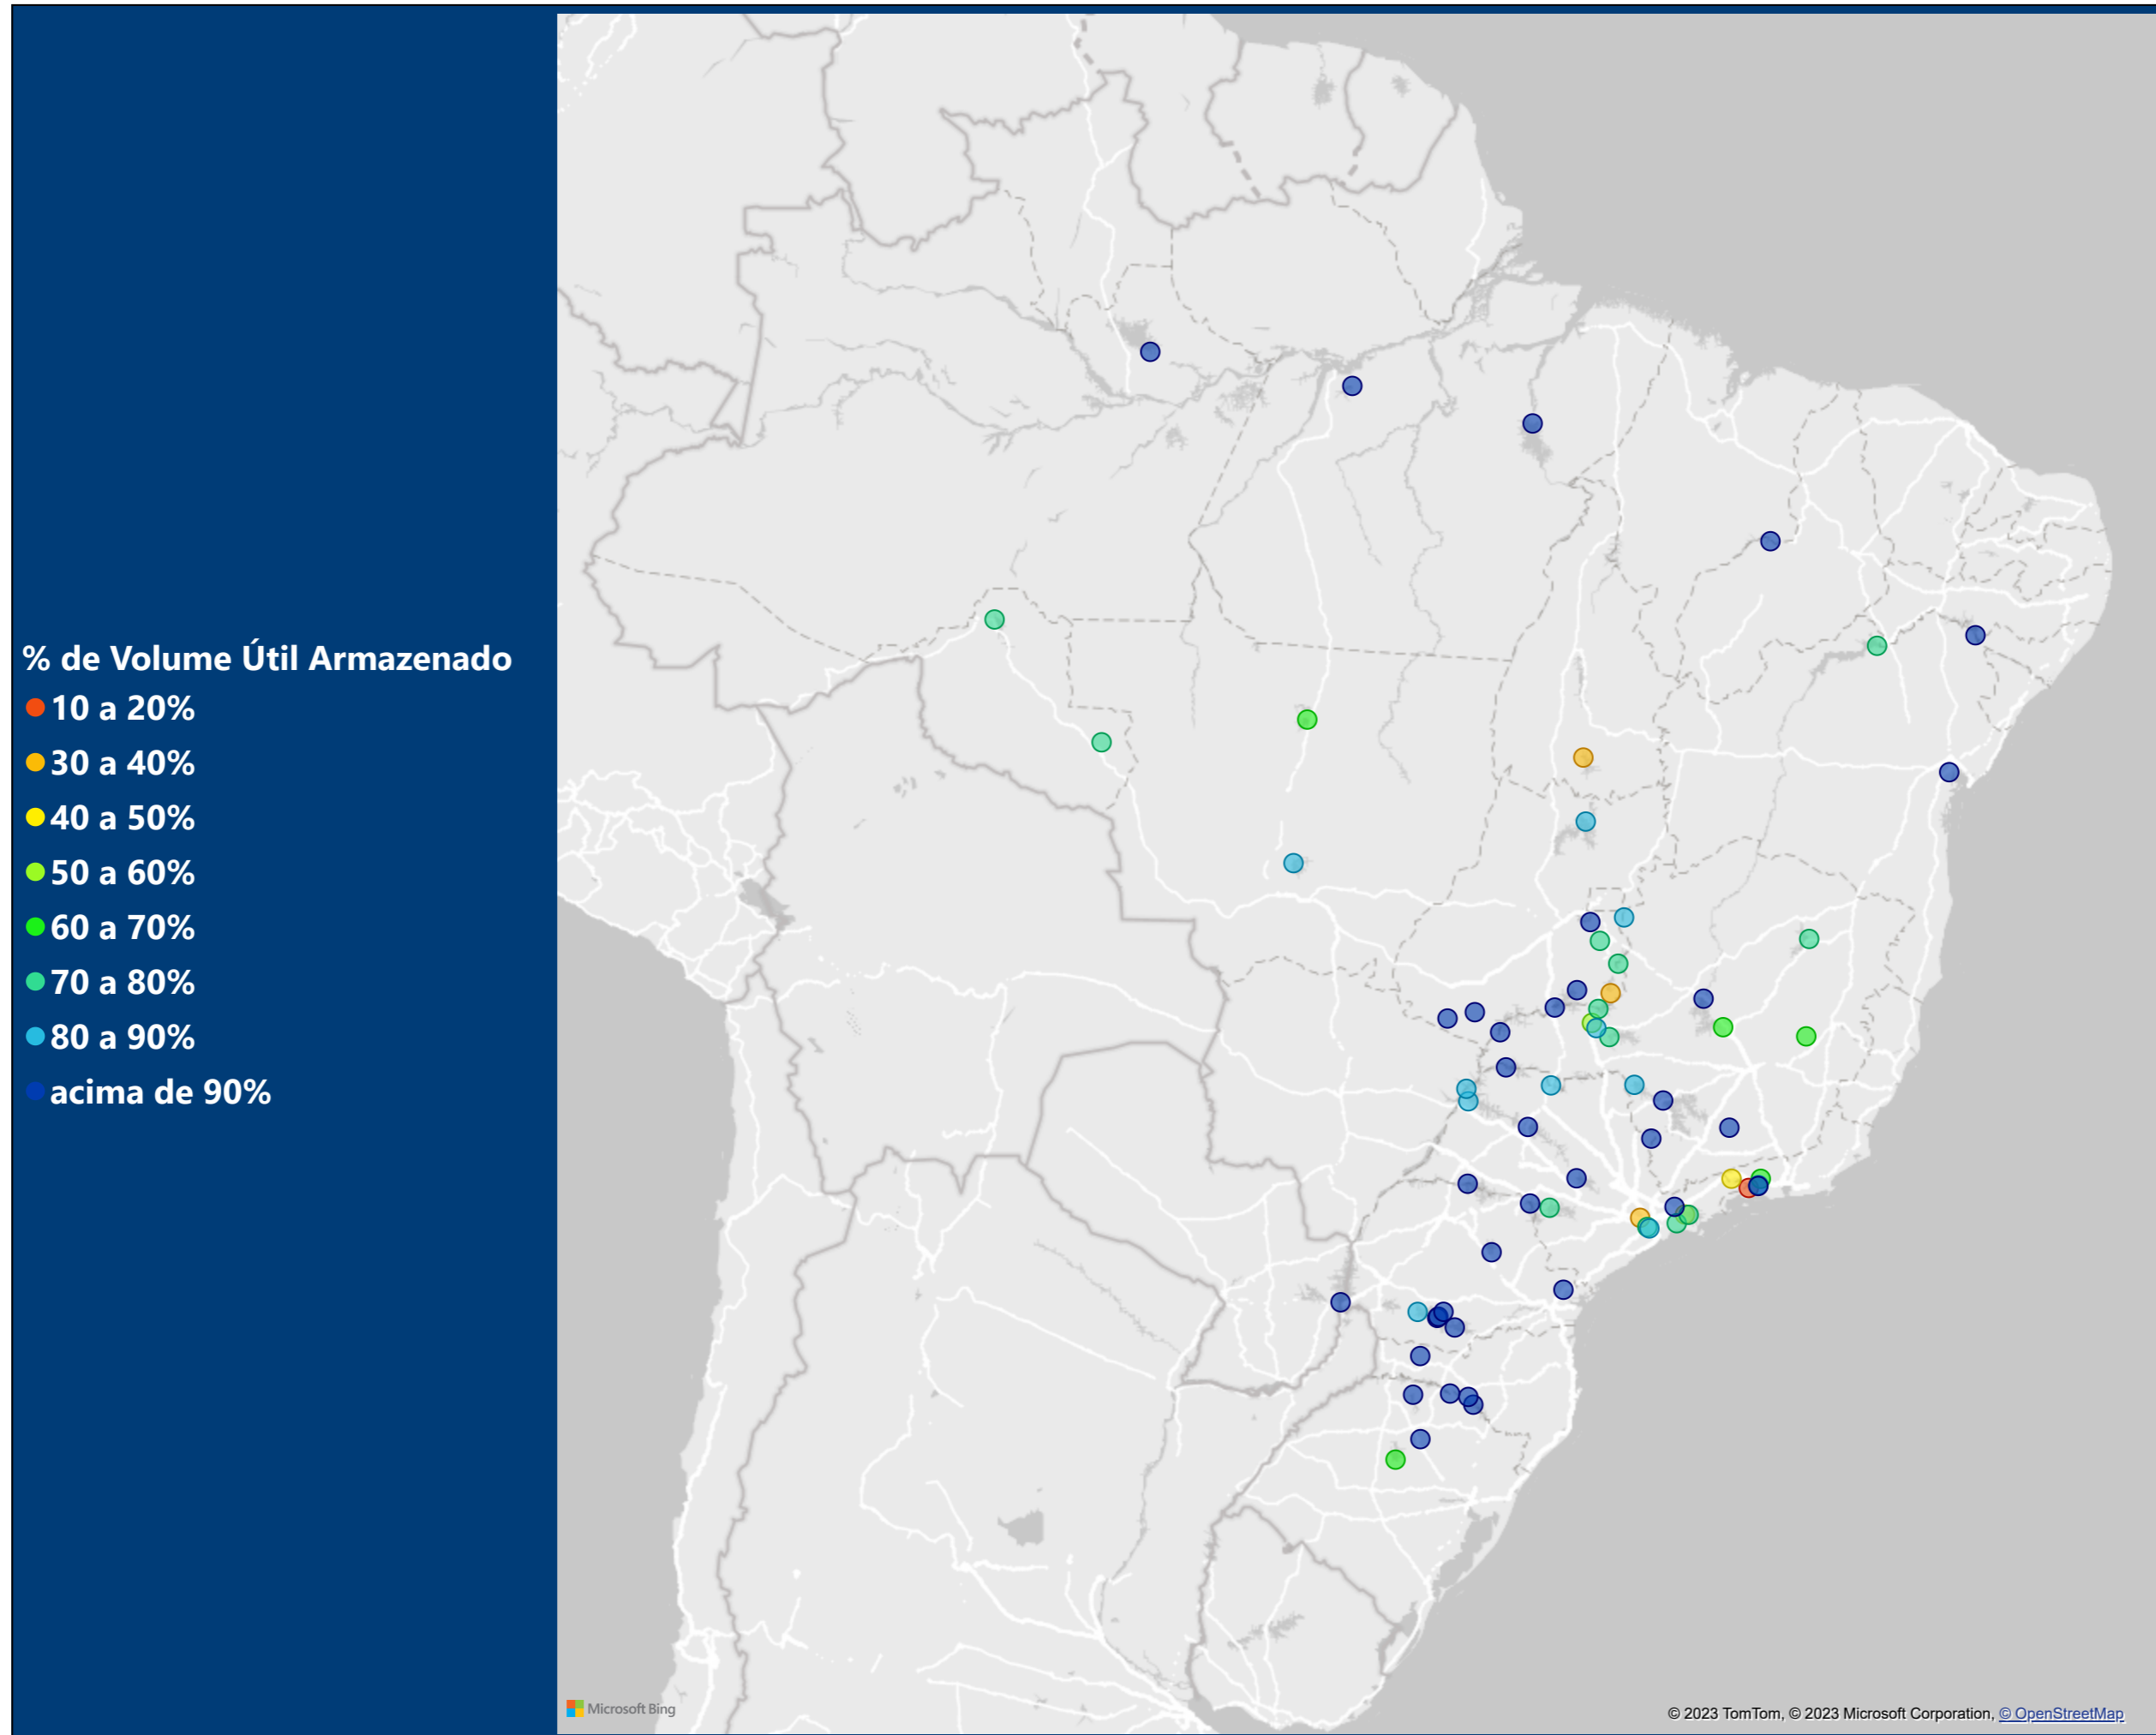 % de Volume Útil Armazenado
10 a 20%
30 a 40%
40 a 50%
50 a 60%
60 a 70%
70 a 80%
80 a 90%
acima de 90%
Microsoft Bing
© 2023 TomTom, © 2023 Microsoft Corporation, © OpenStreetMap